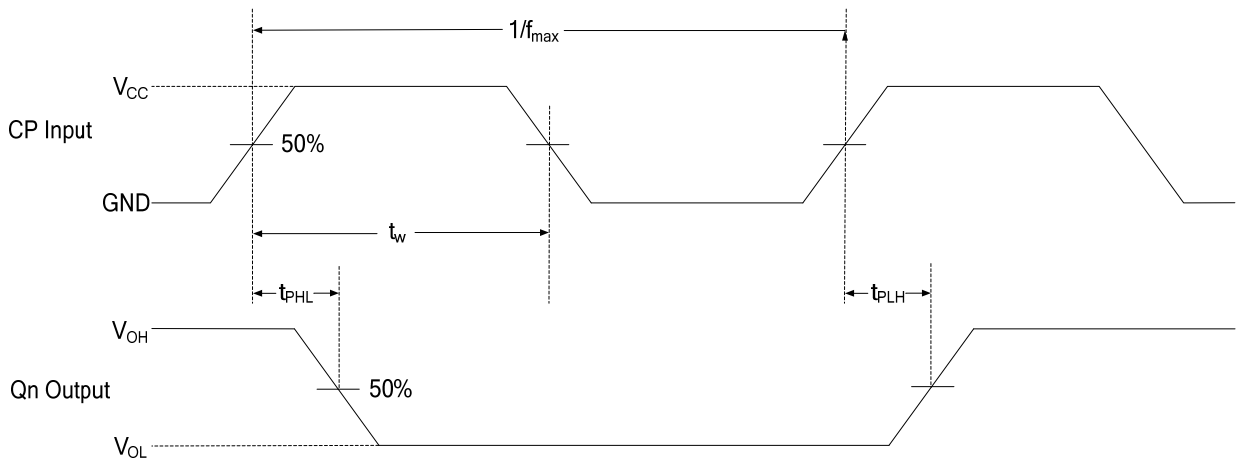 1/fmax
VCC
CP Input
50%
GND
tw
tPHL
tPLH
VOH
Qn Output
50%
VOL